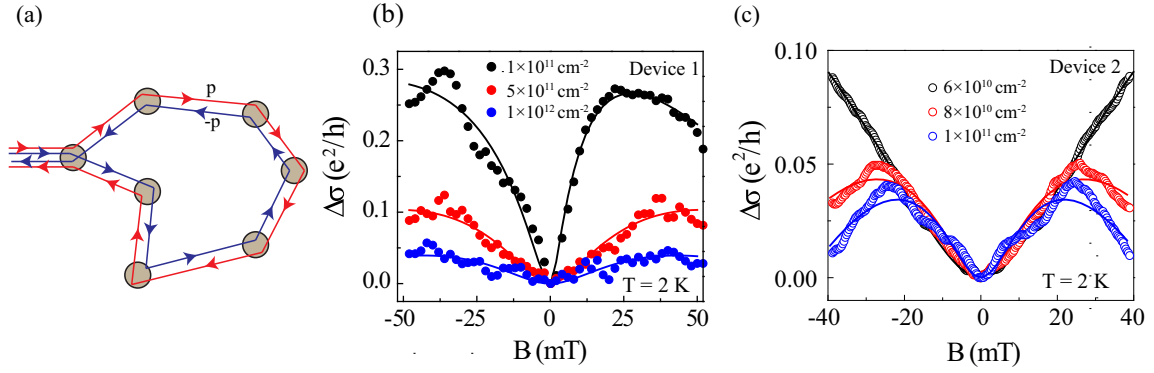 (a)
p
-p
(b)
Δσ (e²/h)
0.3
0.2
0.1
0.0
1×10¹¹ cm⁻²
5×10¹¹ cm⁻²
1×10¹² cm⁻²
Device 1
T = 2 K
-50 -25 0 25 50
B (mT)
(c)
Δσ (e²/h)
0.10
0.05
0.00
Device 2
6×10¹⁰ cm⁻²
8×10¹⁰ cm⁻²
1×10¹¹ cm⁻²
T = 2 K
-40 -20 0 20 40
B (mT)